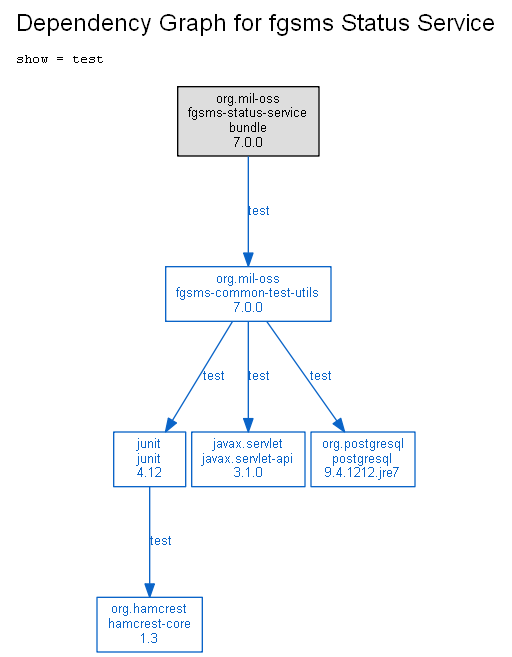 Dependency Graph for fgsms Status Service
show = test
org.mil-oss
fgsms-status-service
bundle
7.0.0
test
org.mil-oss
fgsms-common-test-utils
7.0.0
test
test
test
junit
junit
4.12
javax.servlet
javax.servlet-api
3.1.0
org.postgresql
postgresql
9.4.1212.jre7
test
org.hamcrest
hamcrest-core
1.3